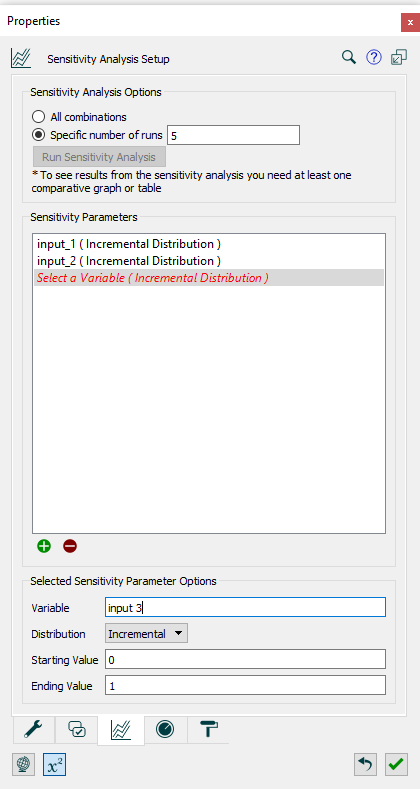 Properties
x
Sensitivity Analysis Setup
?
Sensitivity Analysis Options
All combinations
Specific number of runs 5
Run Sensitivity Analysis
* To see results from the sensitivity analysis you need at least one
comparative graph or table
Sensitivity Parameters
input_1 ( Incremental Distribution )
input_2 ( Incremental Distribution )
Select a Variable ( Incremental Distribution )
Selected Sensitivity Parameter Options
Variable input 3
Distribution Incremental
Starting Value 0
Ending Value 1
x²